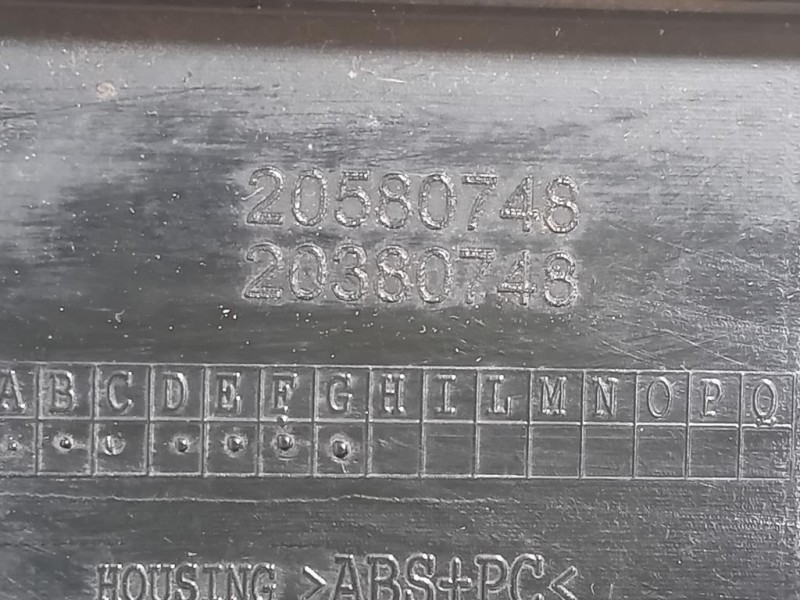 20580748
20380748
A B C D E F G H I L M N O P Q
HOUSING >ABS+PC<